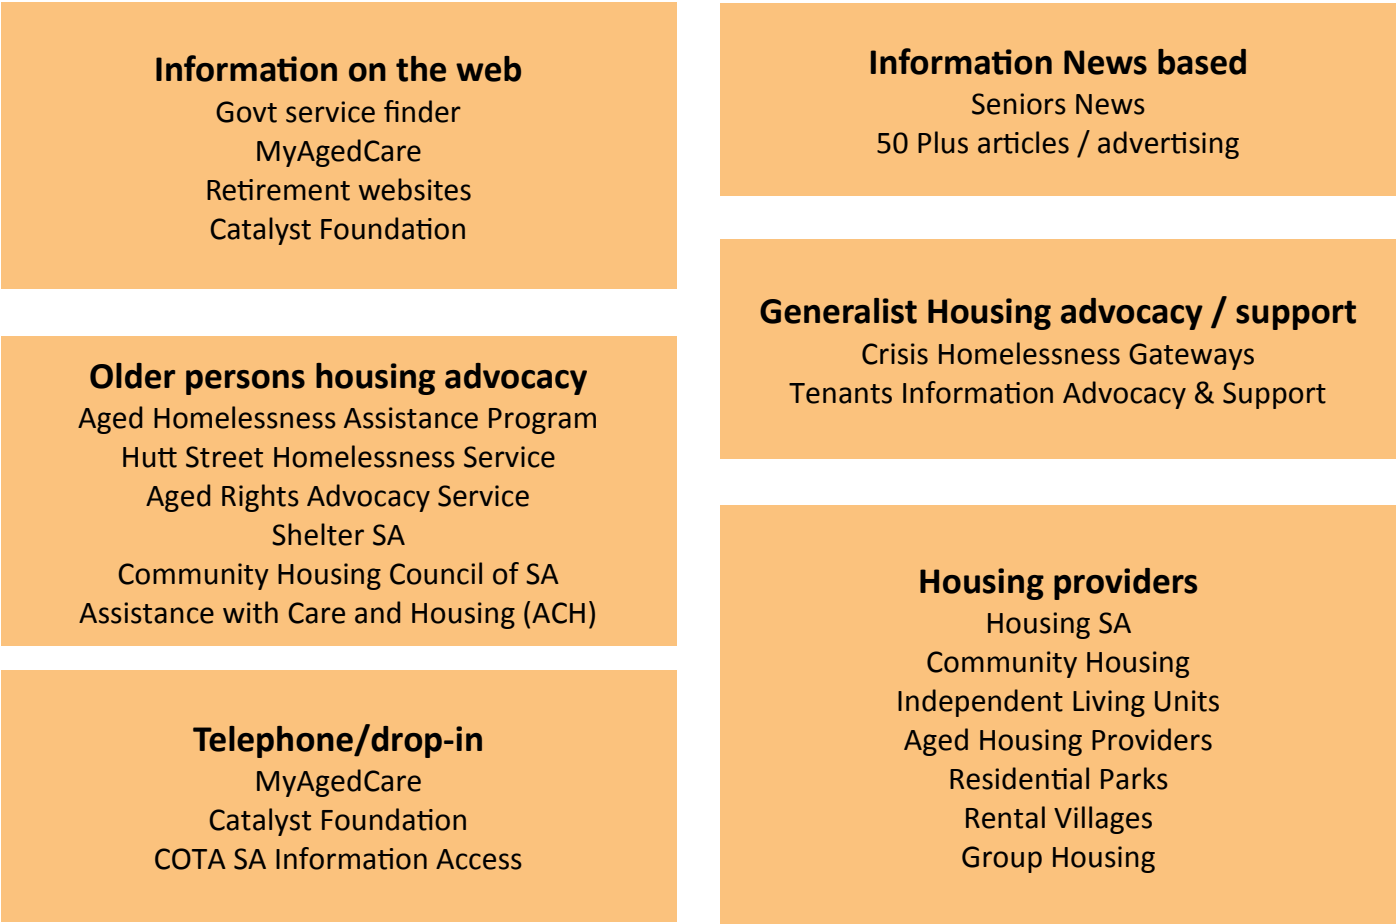 Information on the web
Govt service finder
MyAgedCare
Retirement websites
Catalyst Foundation
Older persons housing advocacy
Aged Homelessness Assistance Program
Hutt Street Homelessness Service
Aged Rights Advocacy Service
Shelter SA
Community Housing Council of SA
Assistance with Care and Housing (ACH)
Telephone/drop-in
MyAgedCare
Catalyst Foundation
COTA SA Information Access
Information News based
Seniors News
50 Plus articles / advertising
Generalist Housing advocacy / support
Crisis Homelessness Gateways
Tenants Information Advocacy & Support
Housing providers
Housing SA
Community Housing
Independent Living Units
Aged Housing Providers
Residential Parks
Rental Villages
Group Housing